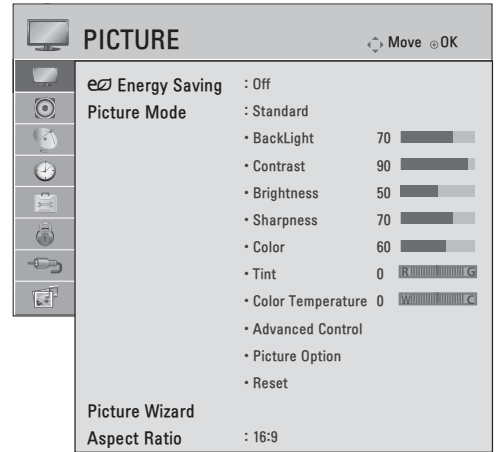 PICTURE
Move OK
Energy Saving : Off
Picture Mode : Standard
• BackLight 70
• Contrast 90
• Brightness 50
• Sharpness 70
• Color 60
• Tint 0 R G
• Color Temperature 0 W C
• Advanced Control
• Picture Option
• Reset
Picture Wizard
Aspect Ratio : 16:9